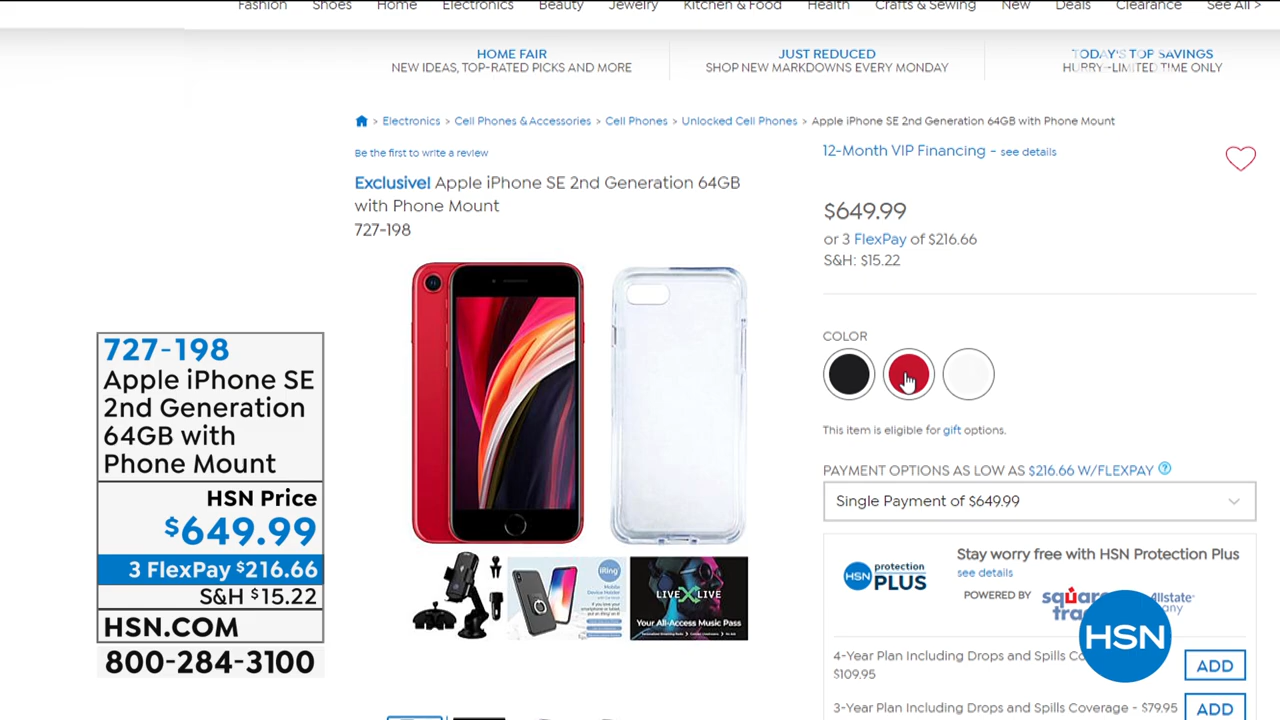 Fashion Shoes Home Electronics Beauty Jewelry Kitchen & Food Health Crafts & Sewing New Deals Clearance See All >
HOME FAIR
NEW IDEAS, TOP-RATED PICKS AND MORE
JUST REDUCED
SHOP NEW MARKDOWNS EVERY MONDAY
TODAY'S TOP SAVINGS
HURRY--LIMITED TIME ONLY
> Electronics > Cell Phones & Accessories > Cell Phones > Unlocked Cell Phones > Apple iPhone SE 2nd Generation 64GB with Phone Mount
Be the first to write a review
Exclusive! Apple iPhone SE 2nd Generation 64GB
with Phone Mount
727-198
12-Month VIP Financing - see details
$649.99
or 3 FlexPay of $216.66
S&H: $15.22
COLOR
This item is eligible for gift options.
PAYMENT OPTIONS AS LOW AS $216.66 W/FLEXPAY ?
Single Payment of $649.99
HSN protection
PLUS
Stay worry free with HSN Protection Plus
see details
POWERED BY
4-Year Plan Including Drops and Spills
$109.95
ADD
3-Year Plan Including Drops and Spills Coverage - $79.95
ADD
HSN
iRing
Mobile
Device Holder
LIVE X LIVE
Your All-Access Music Pass
727-198
Apple iPhone SE
2nd Generation
64GB with
Phone Mount
HSN Price
$649.99
3 FlexPay $216.66
S&H $15.22
HSN.COM
800-284-3100